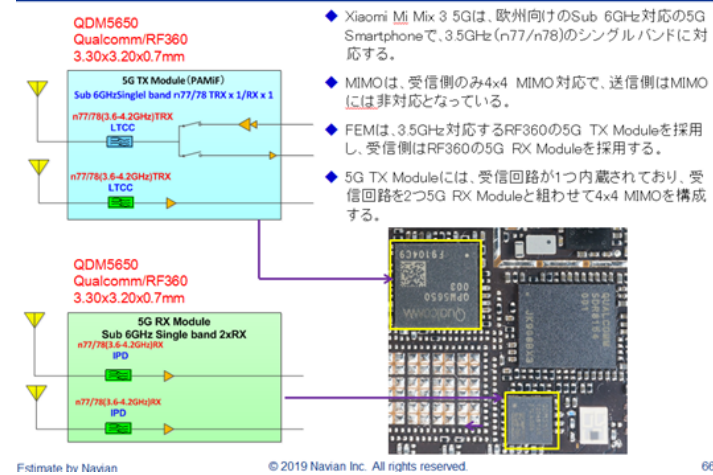 QDM5650
Qualcomm/RF360
3.30x3.20x0.7mm
5G TX Module(PAMiF)
Sub 6GHzSinglel band n77/78 TRX x 1/RX x 1
n77/78(3.6-4.2GHz)TRX
LTCC
n77/78(3.6-4.2GHz)TRX
LTCC
QDM5650
Qualcomm/RF360
3.30x3.20x0.7mm
5G RX Module
Sub 6GHz Single band 2xRX
n77/78(3.6-4.2GHz)RX
IPD
n77/78(3.6-4.2GHz)RX
IPD
◆ Xiaomi Mi Mix 3 5Gは、欧州向けのSub 6GHz対応の5G
Smartphoneで、3.5GHz(n77/n78)のシングルバンドに対
応する。
◆ MIMOは、受信側のみ4x4 MIMO対応で、送信側はMIMO
には非対応となっている。
◆ FEMは、3.5GHz対応するRF360の5G TX Moduleを採用
し、受信側はRF360の5G RX Moduleを採用する。
◆ 5G TX Moduleには、受信回路が1つ内蔵されており、受
信回路を2つ5G RX Moduleと組わせて4x4 MIMOを構成
する。
F9104C9
003
QPM5650
Qualcomm
QUALCOMM
SDR8154
001
Estimate by Navian
© 2019 Navian Inc. All rights reserved.
66